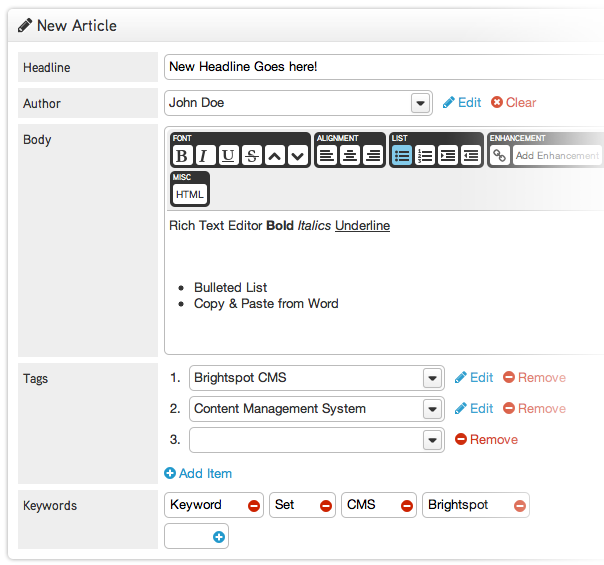 New Article
Headline New Headline Goes here!
Author John Doe Edit Clear
Body
FONT ALIGNMENT LIST ENHANCEMENT
B I U S Add Enhancement
MISC
HTML
Rich Text Editor Bold Italics Underline
• Bulleted List
• Copy & Paste from Word
Tags 1. Brightspot CMS Edit Remove
2. Content Management System Edit Remove
3. Remove
Add Item
Keywords Keyword Set CMS Brightspot